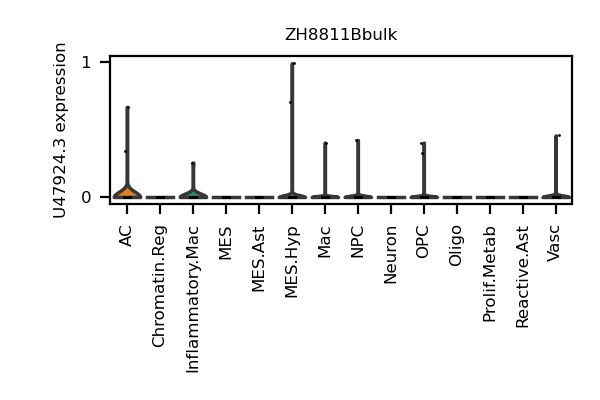 ZH8811Bbulk
U47924.3 expression
1
0
AC
Chromatin.Reg
Inflammatory.Mac
MES
MES.Ast
MES.Hyp
Mac
NPC
Neuron
OPC
Oligo
Prolif.Metab
Reactive.Ast
Vasc